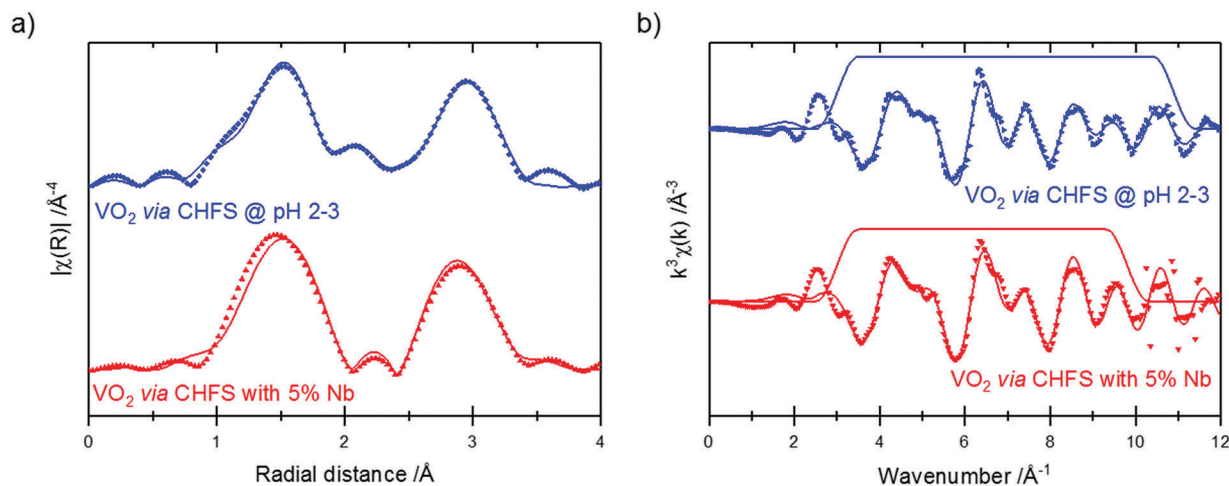 a)
|χ(R)| /Å-4
VO2 via CHFS @ pH 2-3
VO2 via CHFS with 5% Nb
0 1 2 3 4
Radial distance /Å
b)
k3χ(k) /Å-3
VO2 via CHFS @ pH 2-3
VO2 via CHFS with 5% Nb
0 2 4 6 8 10 12
Wavenumber /Å-1